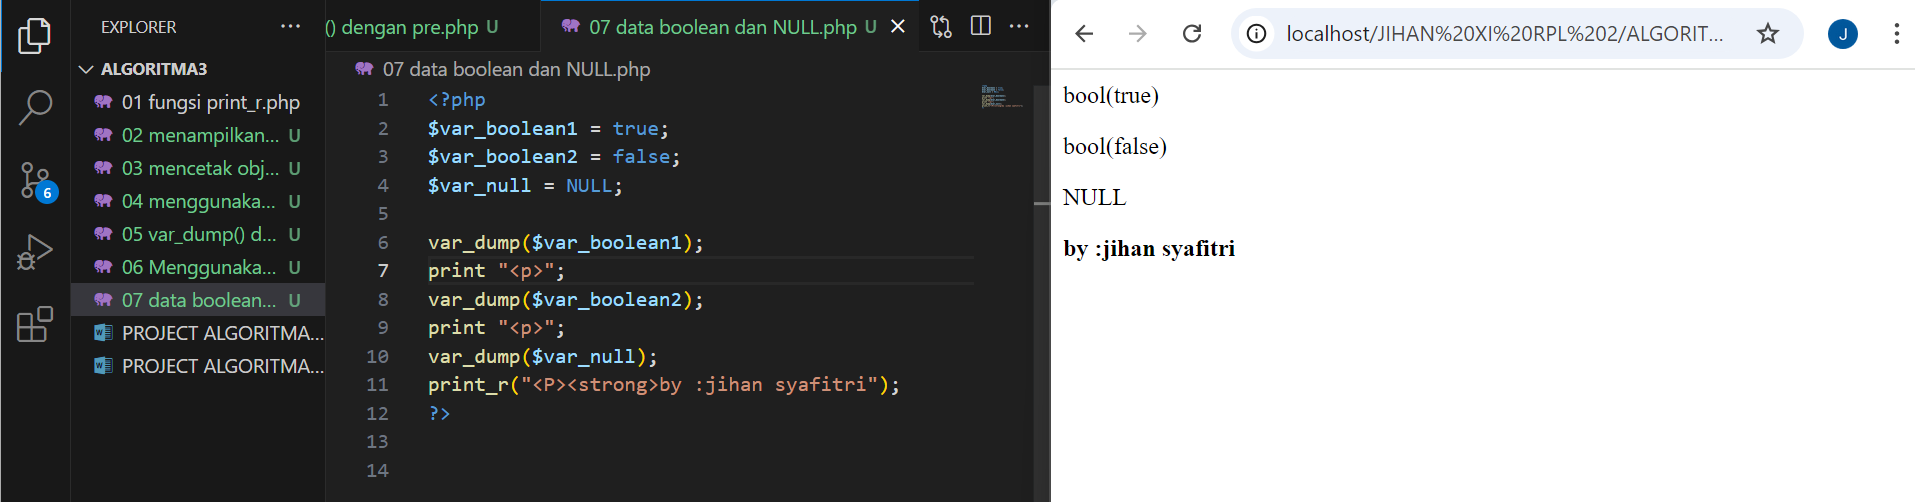 EXPLORER
ALGORITMA3
01 fungsi print_r.php
02 menampilkan... U
03 mencetak obj... U
04 menggunaka... U
05 var_dump() d... U
06 Menggunaka... U
07 data boolean... U
PROJECT ALGORITMA...
PROJECT ALGORITMA...
6
() dengan pre.php U
07 data boolean dan NULL.php U
07 data boolean dan NULL.php
1 <?php
2 $var_boolean1 = true;
3 $var_boolean2 = false;
4 $var_null = NULL;
5
6 var_dump($var_boolean1);
7 print "<p>";
8 var_dump($var_boolean2);
9 print "<p>";
10 var_dump($var_null);
11 print_r("<P><strong>by :jihan syafitri");
12 ?>
13
14
localhost/JIHAN%20XI%20RPL%202/ALGORIT...
J
bool(true)
bool(false)
NULL
by :jihan syafitri